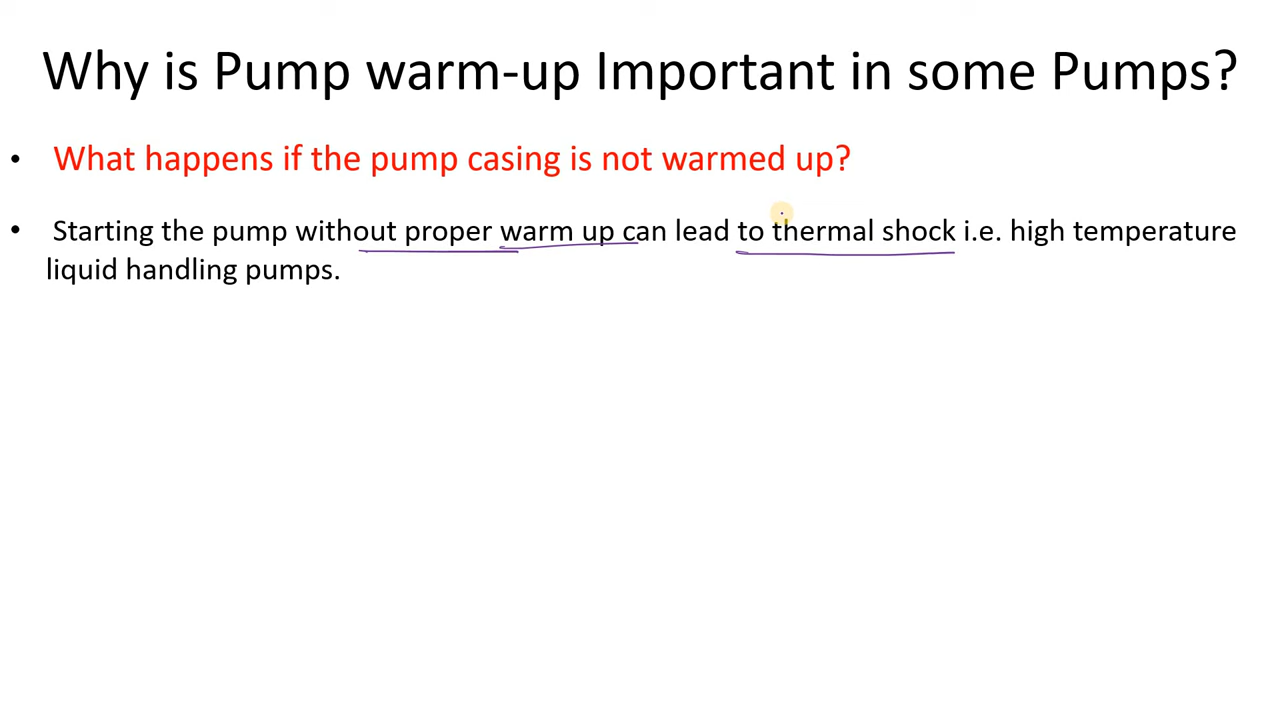 Why is Pump warm-up Important in some Pumps?
• What happens if the pump casing is not warmed up?
• Starting the pump without proper warm up can lead to thermal shock i.e. high temperature
liquid handling pumps.